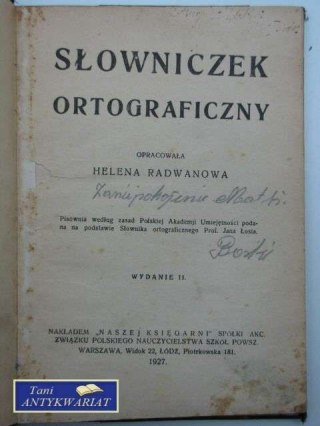 SŁOWNICZEK
ORTOGRAFICZNY
OPRACOWAŁA
HELENA RADWANOWA
Pisownia według zasad Polskiej Akademji Umiejętności poda-
na na podstawie Słownika ortograficznego Prof. Jana Łosia.
WYDANIE II.
NAKŁADEM „NASZEJ KSIĘGARNI" SPÓŁKI AKC.
ZWIĄZKU POLSKIEGO NAUCZYCIELSTWA SZKÓŁ POWSZ.
WARSZAWA, Widok 22, ŁÓDŹ, Piotrkowska 181.
1927.
Tani
ANTYKWARIAT